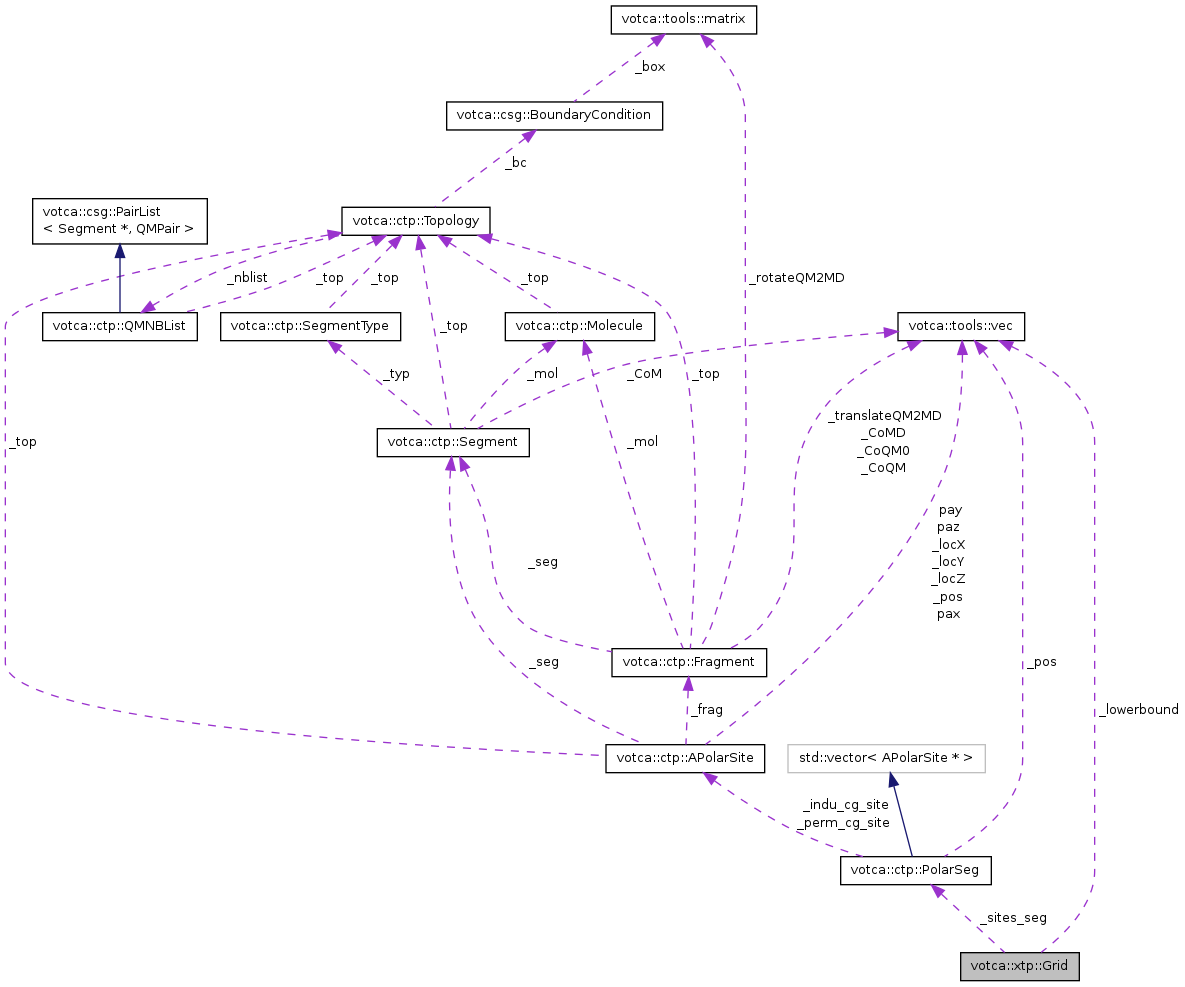 votca::tools::matrix
_box
votca::csg::BoundaryCondition
_bc
votca::csg::PairList
< Segment *, QMPair >
votca::ctp::Topology
_nblist
_top
_top
_top
_rotateQM2MD
votca::ctp::QMNBList
votca::ctp::SegmentType
votca::ctp::Molecule
votca::tools::vec
_top
_typ
_mol
_CoM
_top
_translateQM2MD
_CoMD
_CoQM0
_CoQM
_top
votca::ctp::Segment
_mol
pay
paz
_locX
_locY
_locZ
_pos
pax
_seg
_seg
votca::ctp::Fragment
_pos
_frag
_lowerbound
votca::ctp::APolarSite
std::vector< APolarSite * >
_indu_cg_site
_perm_cg_site
votca::ctp::PolarSeg
_sites_seg
votca::xtp::Grid